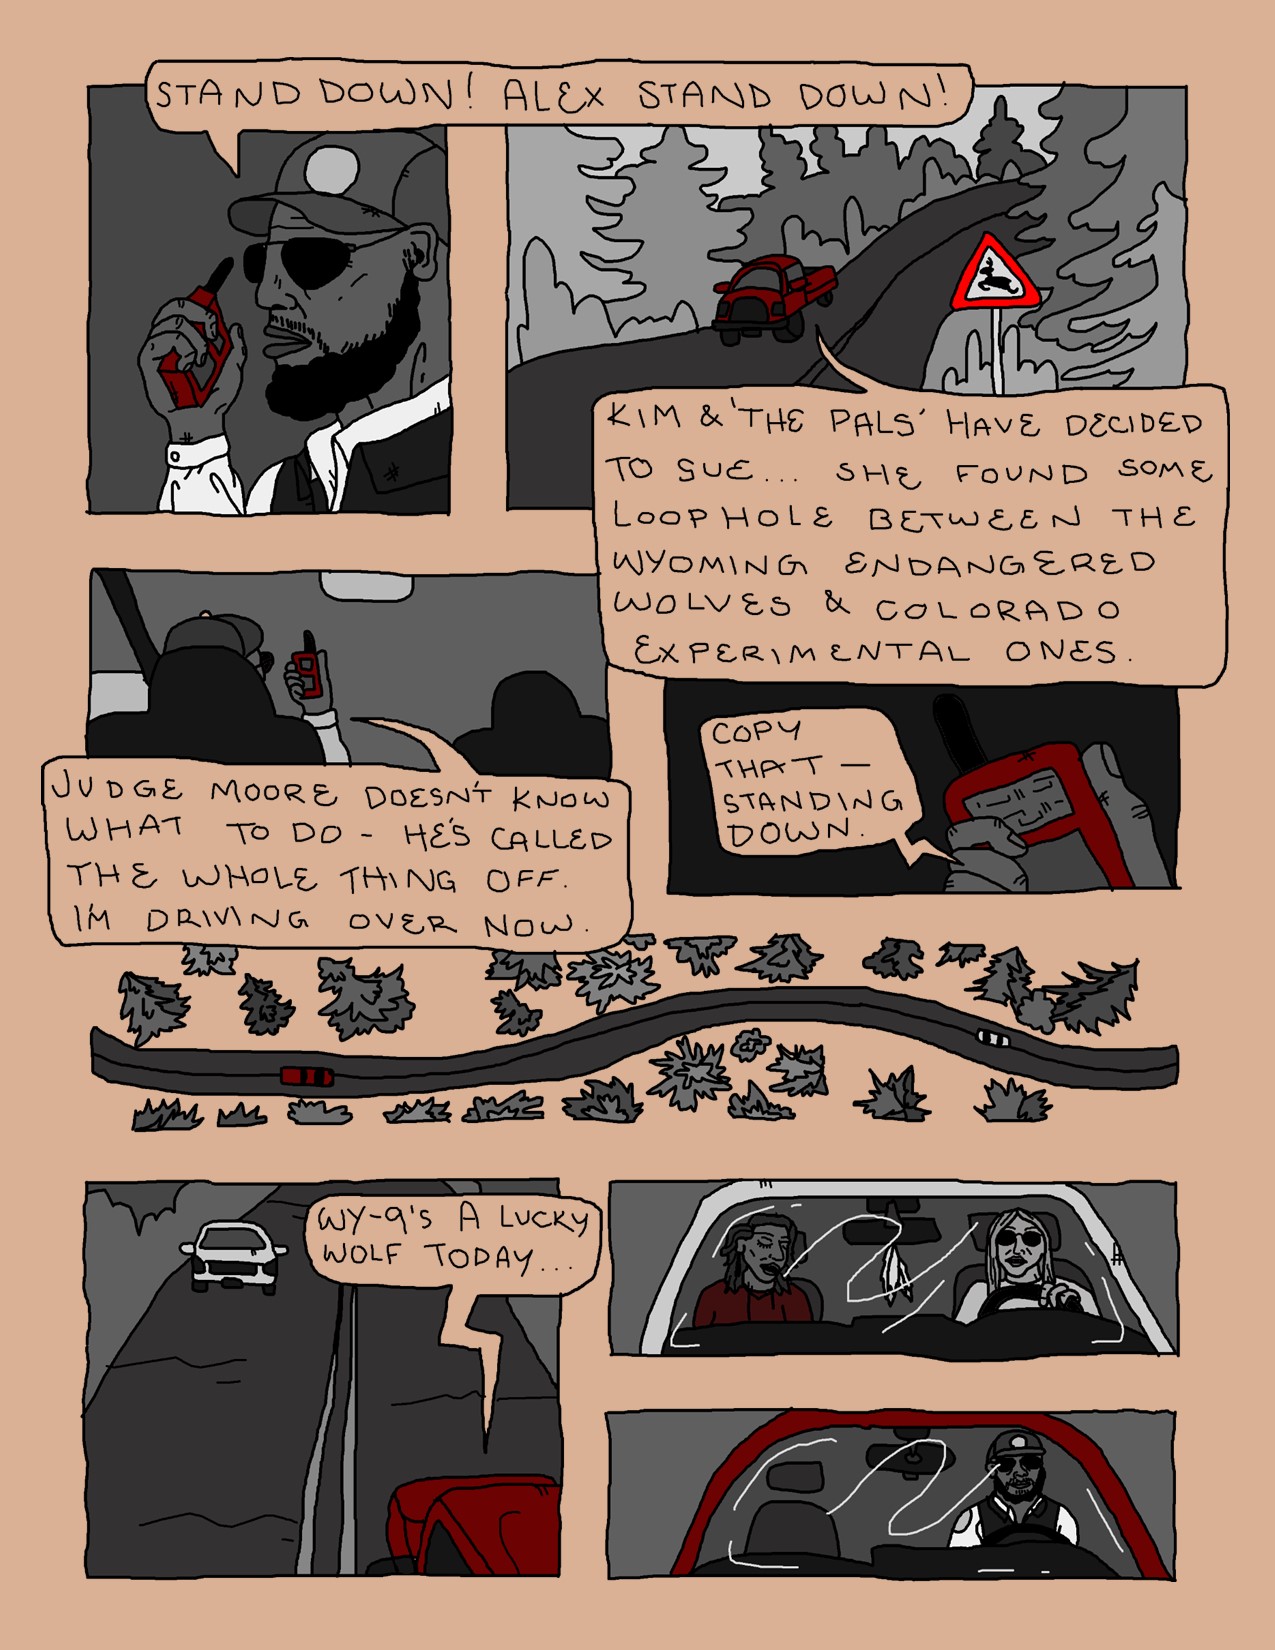 STAND DOWN! ALEX STAND DOWN!
KIM & 'THE PALS' HAVE DECIDED
TO SUE... SHE FOUND SOME
LOOPHOLE BETWEEN THE
WYOMING ENDANGERED
WOLVES & COLORADO
EXPERIMENTAL ONES.
JUDGE MOORE DOESN'T KNOW
WHAT TO DO - HE'S CALLED
THE WHOLE THING OFF.
I'M DRIVING OVER NOW.
COPY
THAT —
STANDING
DOWN.
WY-9'S A LUCKY
WOLF TODAY...